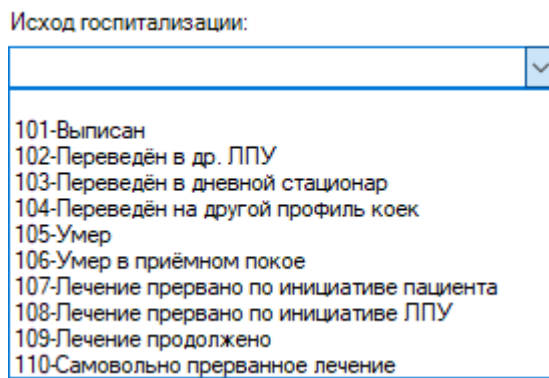 Исход госпитализации:
101-Выписан
102-Переведён в др. ЛПУ
103-Переведён в дневной стационар
104-Переведён на другой профиль коек
105-Умер
106-Умер в приёмном покое
107-Лечение прервано по инициативе пациента
108-Лечение прервано по инициативе ЛПУ
109-Лечение продолжено
110-Самовольно прерванное лечение